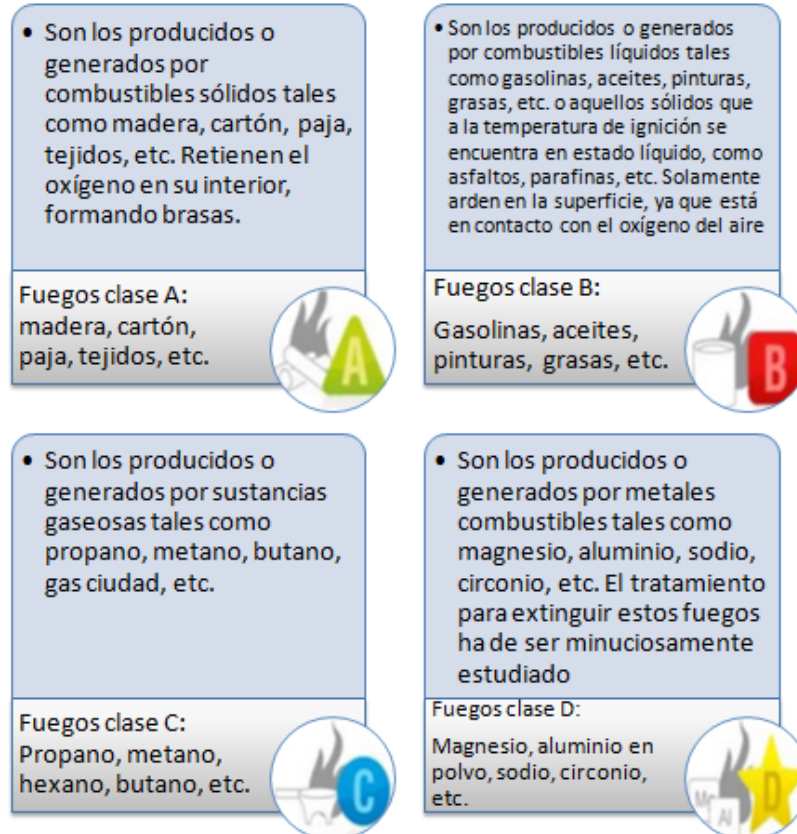 • Son los producidos o
generados por
combustibles sólidos tales
como madera, cartón, paja,
tejidos, etc. Retienen el
oxígeno en su interior,
formando brasas.
Fuegos clase A:
madera, cartón,
paja, tejidos, etc.
A
• Son los producidos o generados
por combustibles líquidos tales
como gasolinas, aceites, pinturas,
grasas, etc. o aquellos sólidos que
a la temperatura de ignición se
encuentra en estado líquido, como
asfaltos, parafinas, etc. Solamente
arden en la superficie, ya que está
en contacto con el oxígeno del aire
Fuegos clase B:
Gasolinas, aceites,
pinturas, grasas, etc.
B
• Son los producidos o
generados por sustancias
gaseosas tales como
propano, metano, butano,
gas ciudad, etc.
Fuegos clase C:
Propano, metano,
hexano, butano, etc.
C
• Son los producidos o
generados por metales
combustibles tales como
magnesio, aluminio, sodio,
circonio, etc. El tratamiento
para extinguir estos fuegos
ha de ser minuciosamente
estudiado
Fuegos clase D:
Magnesio, aluminio en
polvo, sodio, circonio,
etc.
Mg
Al
D